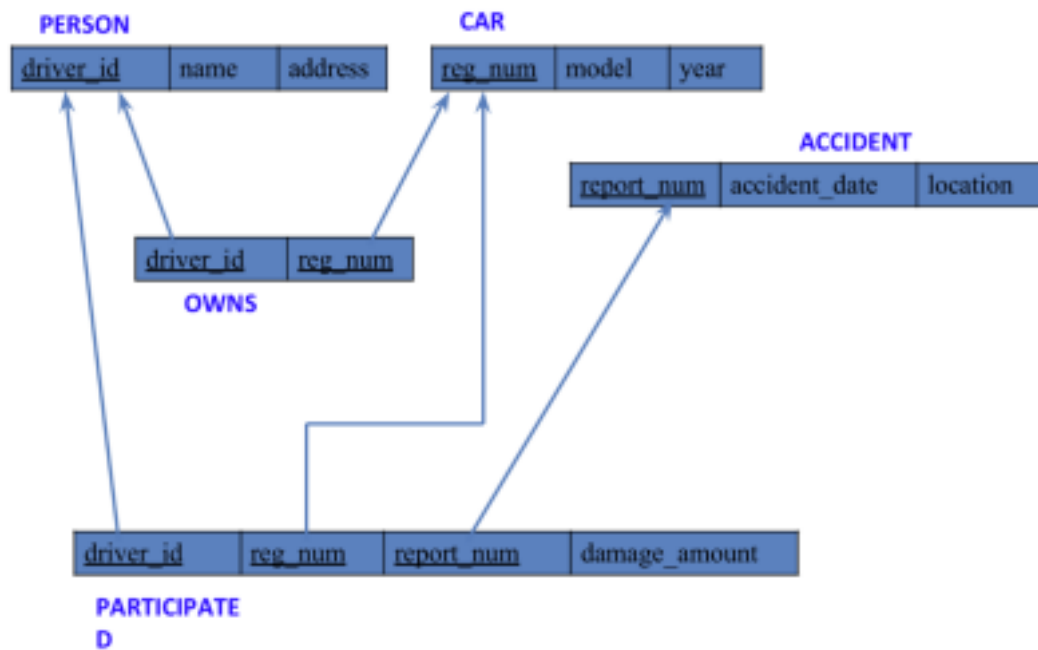 PERSON
CAR
driver_id name address
reg_num model year
ACCIDENT
report_num accident_date location
driver_id reg_num
OWNS
driver_id reg_num report_num damage_amount
PARTICIPATE
D